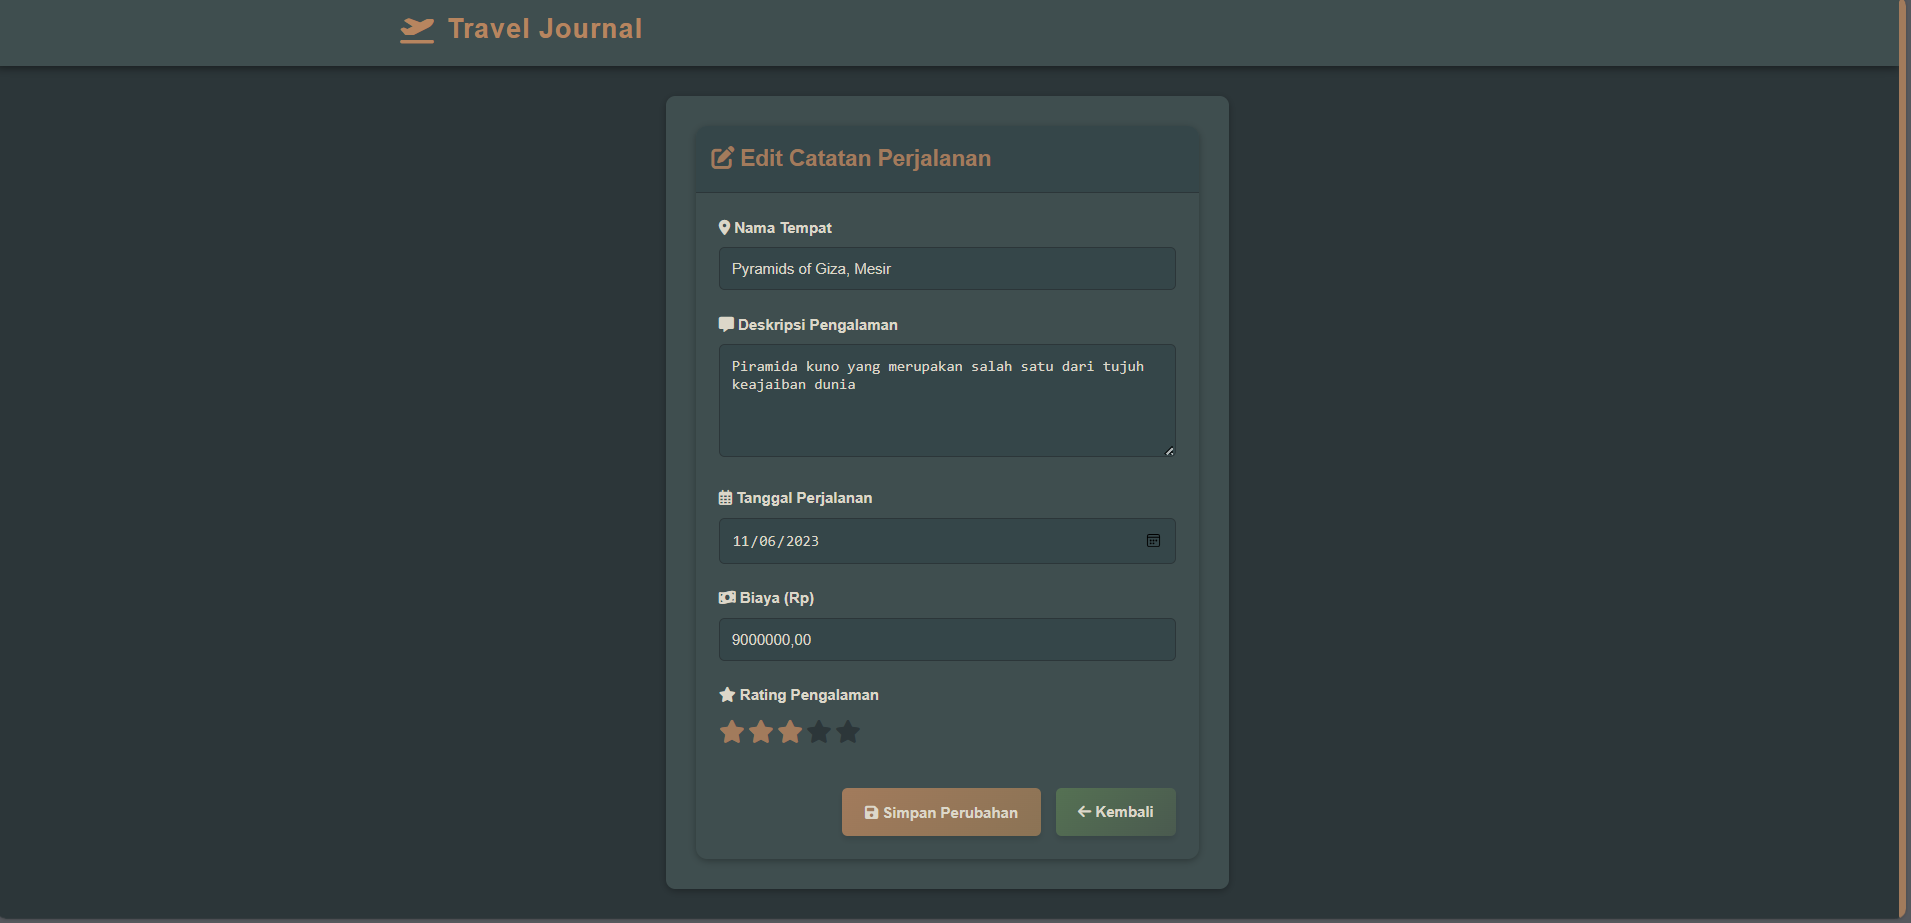 Travel Journal
Edit Catatan Perjalanan
Nama Tempat
Pyramids of Giza, Mesir
Deskripsi Pengalaman
Piramida kuno yang merupakan salah satu dari tujuh
keajaiban dunia
Tanggal Perjalanan
11/06/2023
Biaya (Rp)
9000000,00
Rating Pengalaman
Simpan Perubahan
Kembali